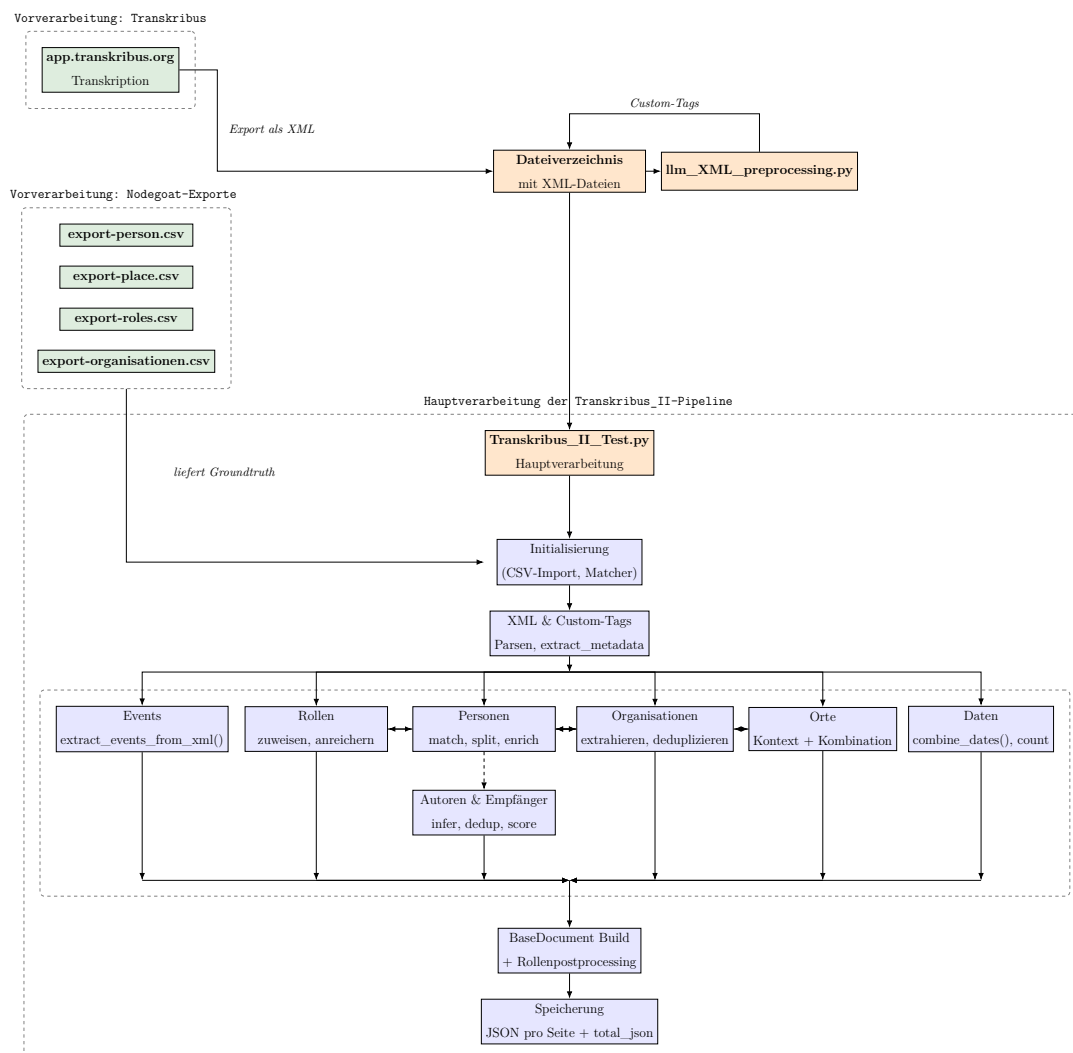 Vorverarbeitung: Transkribus
app.transkribus.org
Transkription
Export als XML
Custom-Tags
Dateiverzeichnis
mit XML-Dateien
llm_XML_preprocessing.py
Vorverarbeitung: Nodegoat-Exporte
export-person.csv
export-place.csv
export-roles.csv
export-organisationen.csv
Hauptverarbeitung der Transkribus_II-Pipeline
Transkribus_II_Test.py
Hauptverarbeitung
liefert Groundtruth
Initialisierung
(CSV-Import, Matcher)
XML & Custom-Tags
Parsen, extract_metadata
Events
extract_events_from_xml()
Rollen
zuweisen, anreichern
Personen
match, split, enrich
Organisationen
extrahieren, deduplizieren
Orte
Kontext + Kombination
Daten
combine_dates(), count
Autoren & Empfänger
infer, dedup, score
BaseDocument Build
+ Rollenpostprocessing
Speicherung
JSON pro Seite + total_json